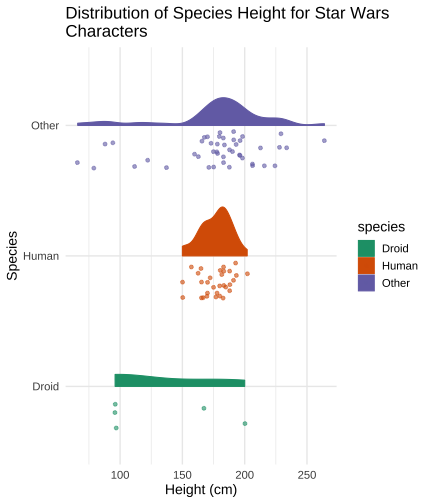 Distribution of Species Height for Star Wars
Characters
Species
Other
Human
Droid
100 150 200 250
Height (cm)
species
Droid
Human
Other